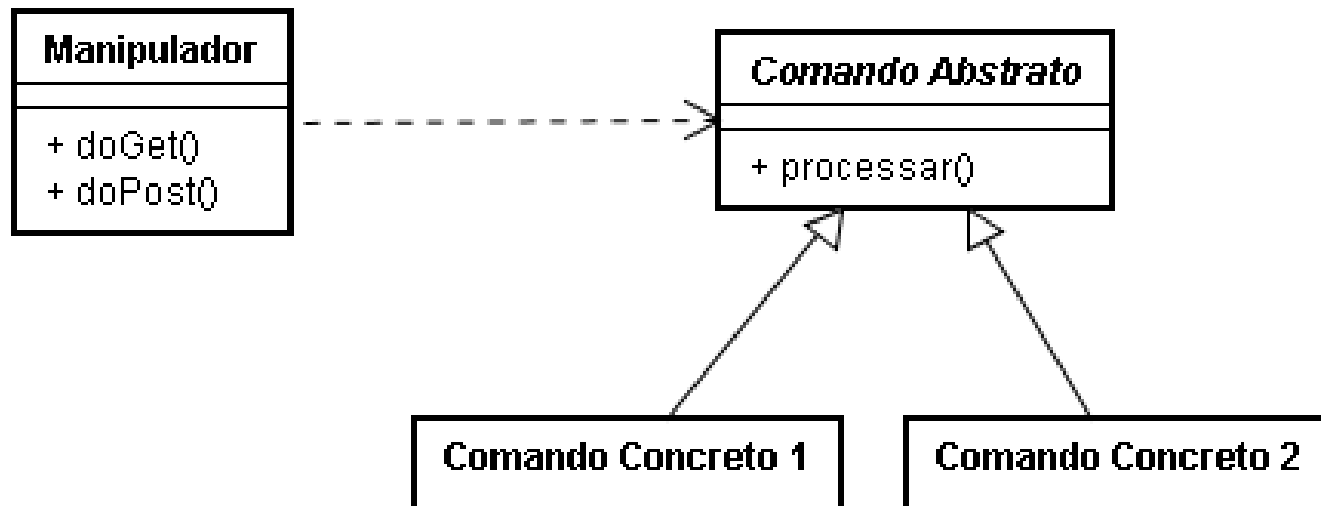 Manipulador
+ doGet()
+ doPost()
Comando Abstrato
+ processar()
Comando Concreto 1
Comando Concreto 2